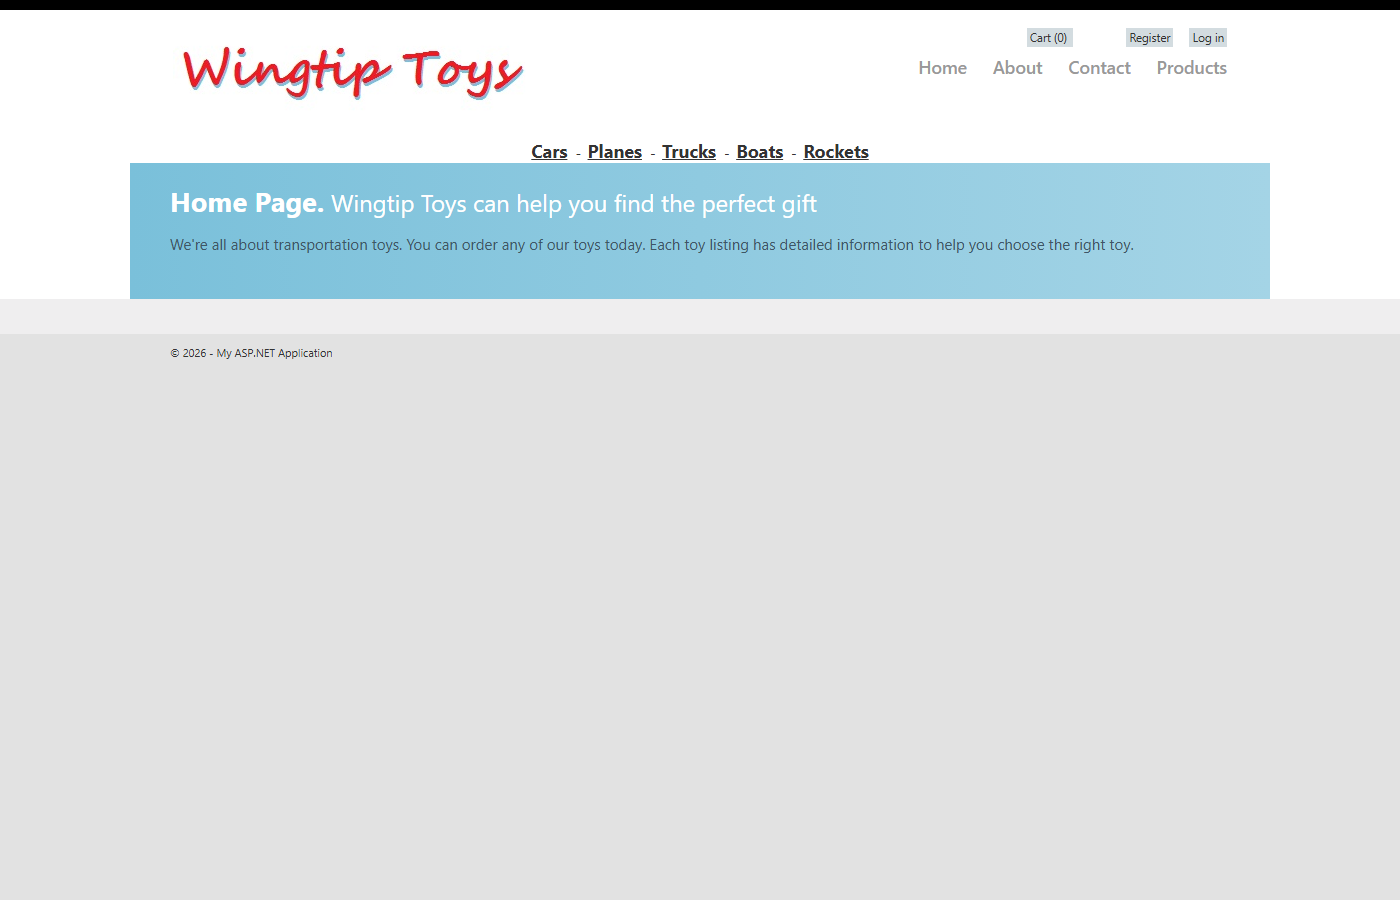 Wingtip Toys
Cart (0) Register Log in
Home About Contact Products
Cars - Planes - Trucks - Boats - Rockets
Home Page. Wingtip Toys can help you find the perfect gift
We're all about transportation toys. You can order any of our toys today. Each toy listing has detailed information to help you choose the right toy.
© 2026 - My ASP.NET Application